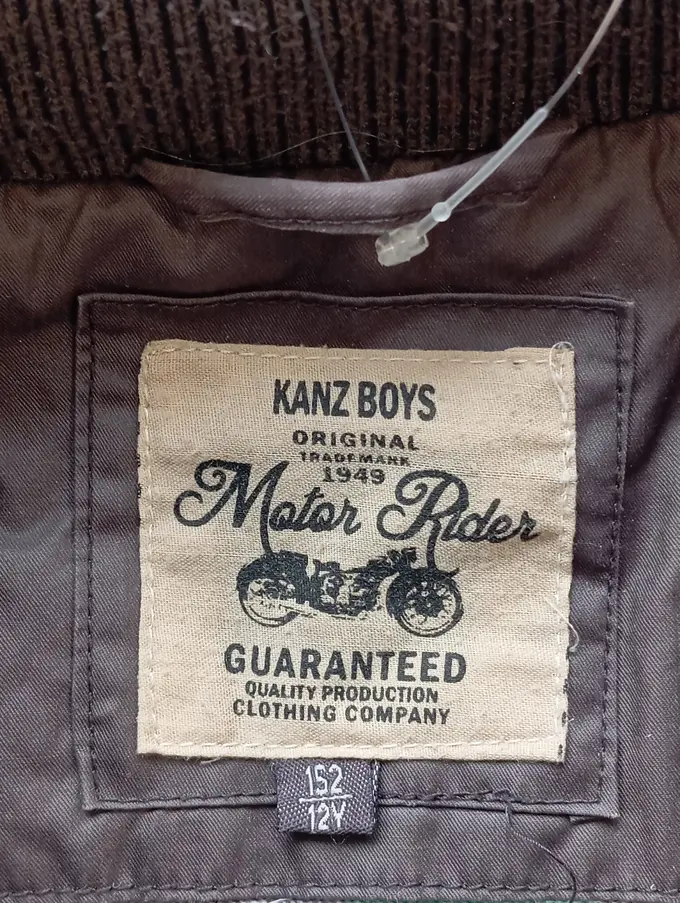 KANZ BOYS
ORIGINAL
TRADEMARK
1949
Motor Rider
GUARANTEED
QUALITY PRODUCTION
CLOTHING COMPANY
152
12Y